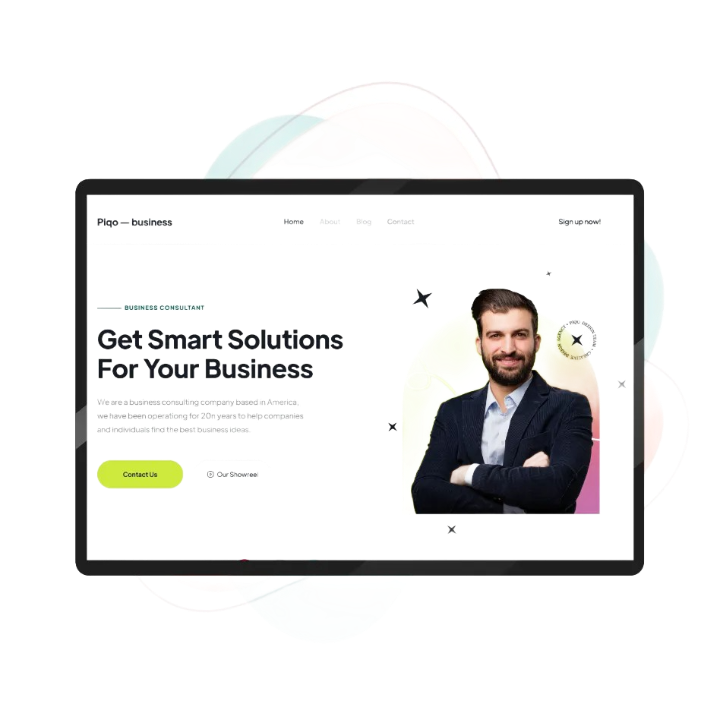 Piqo — business
Home About Blog Contact
Sign up now!
BUSINESS CONSULTANT
Get Smart Solutions
For Your Business
We are a business consulting company based in America,
we have been operationg for 20n years to help companies
and individuals find the best business ideas.
Contact Us
Our Showreel